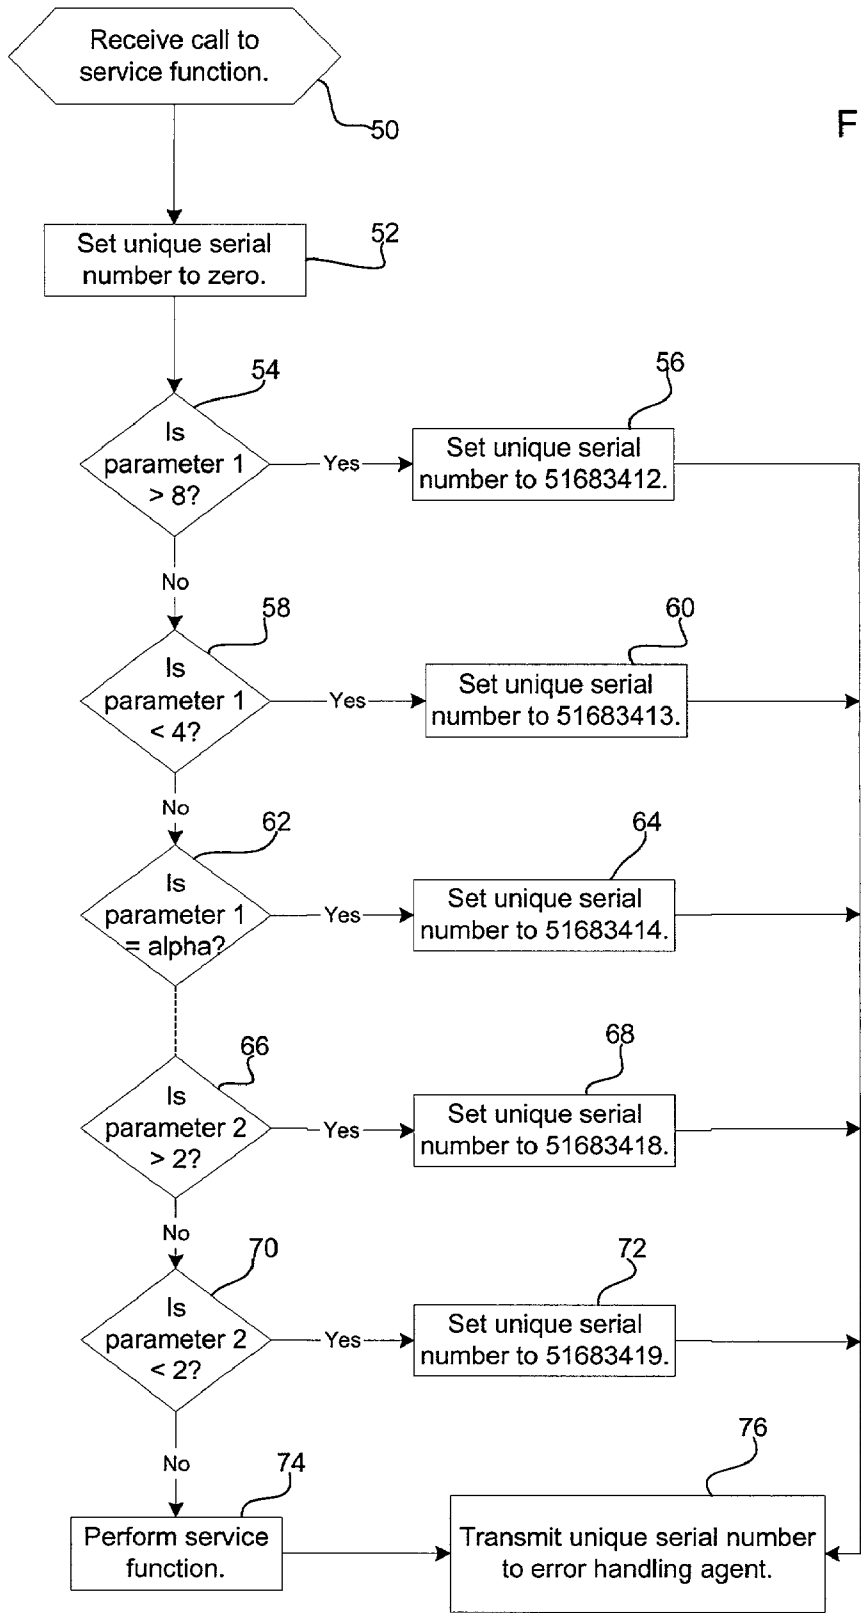 Receive call to
service function.
50
F
Set unique serial
number to zero.
52
54
56
Is
parameter 1
> 8?
Yes
Set unique serial
number to 51683412.
No
58
60
Is
parameter 1
< 4?
Yes
Set unique serial
number to 51683413.
No
62
64
Is
parameter 1
= alpha?
Yes
Set unique serial
number to 51683414.
66
68
Is
parameter 2
> 2?
Yes
Set unique serial
number to 51683418.
No
70
72
Is
parameter 2
< 2?
Yes
Set unique serial
number to 51683419.
No
74
76
Perform service
function.
Transmit unique serial number
to error handling agent.